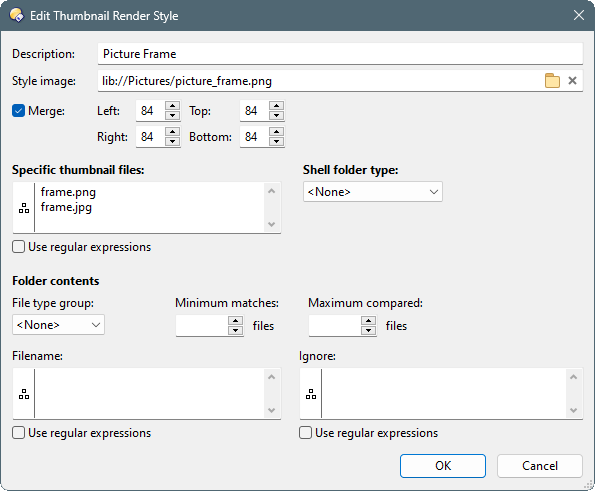 Edit Thumbnail Render Style
Description: Picture Frame
Style image: lib://Pictures/picture_frame.png
Merge: Left: 84 Top: 84
Right: 84 Bottom: 84
Specific thumbnail files: Shell folder type:
frame.png <None>
frame.jpg
Use regular expressions
Folder contents
File type group: Minimum matches: Maximum compared:
<None> files files
Filename: Ignore:
Use regular expressions Use regular expressions
OK Cancel